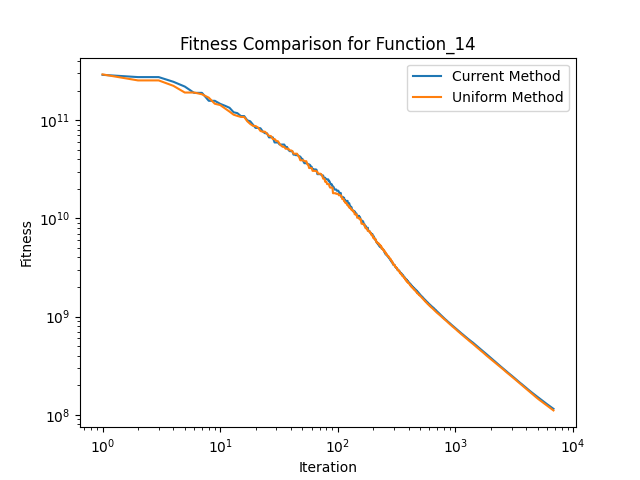 Fitness Comparison for Function_14
Current Method
Uniform Method
Fitness
10¹¹
10¹⁰
10⁹
10⁸
10⁰
10¹
10²
10³
10⁴
Iteration